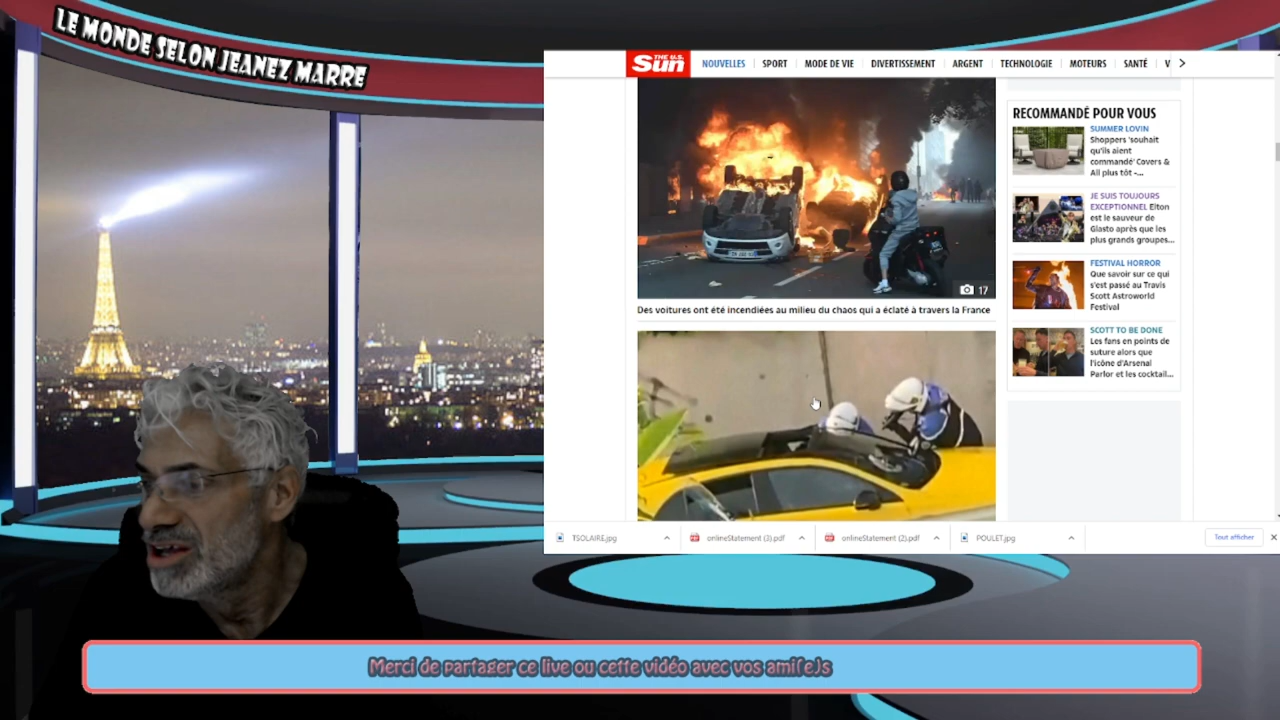 LE MONDE SELON JEANEZ MARRE
THE U.S. Sun
NOUVELLES SPORT MODE DE VIE DIVERTISSEMENT ARGENT TECHNOLOGIE MOTEURS SANTÉ V
17
Des voitures ont été incendiées au milieu du chaos qui a éclaté à travers la France
RECOMMANDÉ POUR VOUS
SUMMER LOVIN
Shoppers 'souhait
qu'ils aient
commandé' Covers &
All plus tôt -...
JE SUIS TOUJOURS
EXCEPTIONNEL Elton
est le sauveur de
Glasto après que les
plus grands groupes...
FESTIVAL HORROR
Que savoir sur ce qui
s'est passé au Travis
Scott Astroworld
Festival
SCOTT TO BE DONE
Les fans en points de
suture alors que
l'icône d'Arsenal
Parlor et les cocktail...
TSOLAIRE.jpg onlineStatement (3).pdf onlineStatement (2).pdf POULET.jpg Tout afficher
Merci de partager ce live ou cette vidéo avec vos ami(e)s